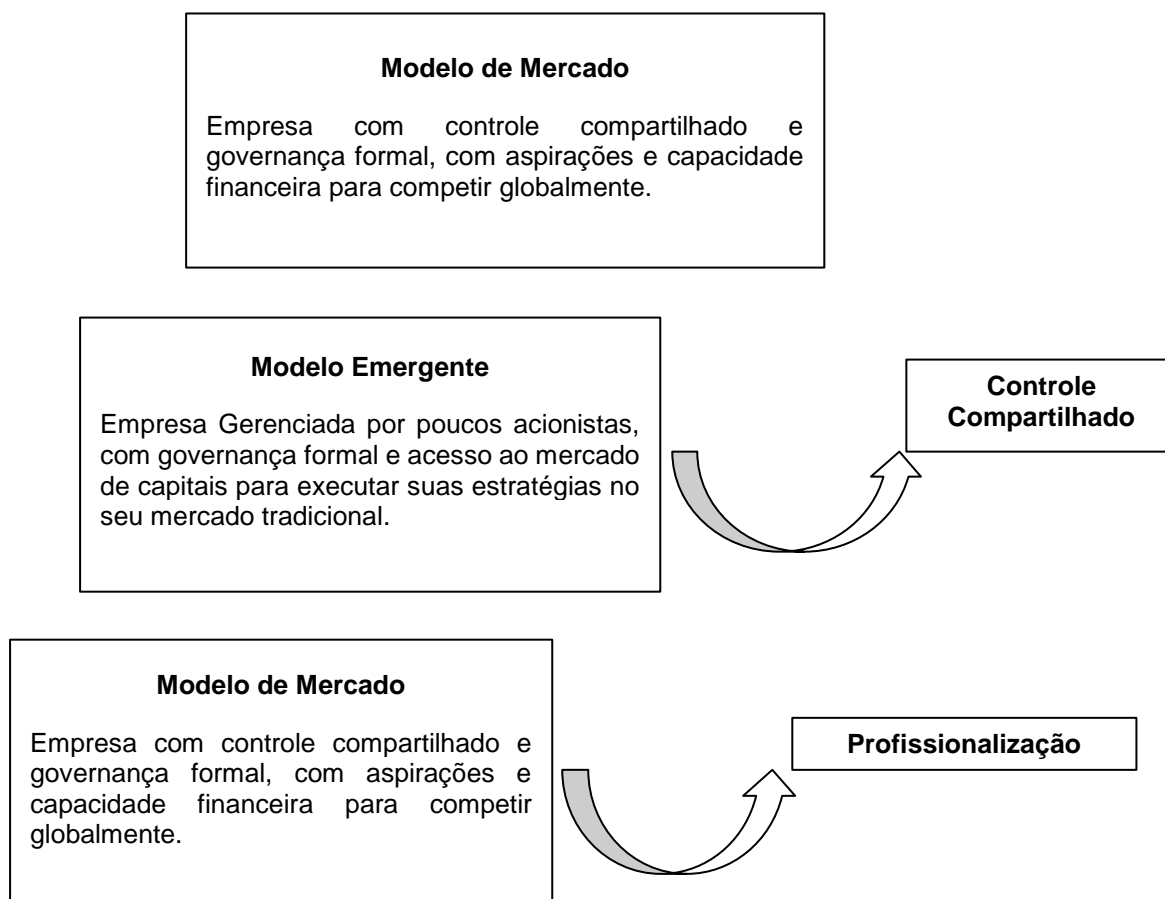 Modelo de Mercado
Empresa com controle compartilhado e
governança formal, com aspirações e capacidade
financeira para competir globalmente.
Modelo Emergente
Empresa Gerenciada por poucos acionistas,
com governança formal e acesso ao mercado
de capitais para executar suas estratégias no
seu mercado tradicional.
Controle
Compartilhado
Modelo de Mercado
Empresa com controle compartilhado e
governança formal, com aspirações e
capacidade financeira para competir
globalmente.
Profissionalização